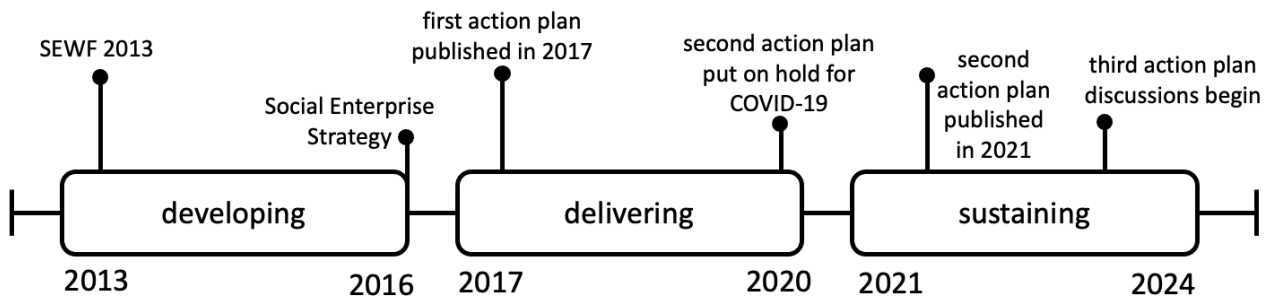 SEWF 2013
Social Enterprise
Strategy
first action plan
published in 2017
second action plan
put on hold for
COVID-19
second
action plan
published
in 2021
third action plan
discussions begin
developing
delivering
sustaining
2013
2016
2017
2020
2021
2024